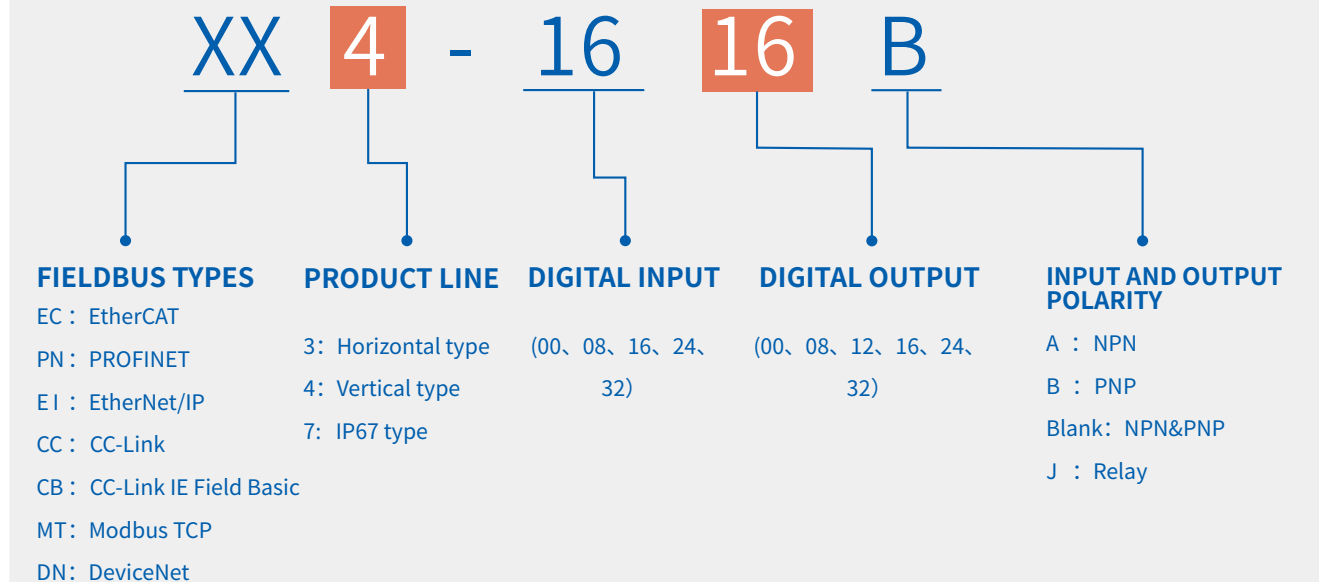 XX 4 - 16 16 B
FIELDBUS TYPES
EC： EtherCAT
PN： PROFINET
EI： EtherNet/IP
CC： CC-Link
CB： CC-Link IE Field Basic
MT： Modbus TCP
DN： DeviceNet
PRODUCT LINE
3： Horizontal type
4： Vertical type
7: IP67 type
DIGITAL INPUT
(00、08、16、24、
32）
DIGITAL OUTPUT
(00、08、12、16、24、
32）
INPUT AND OUTPUT
POLARITY
A ： NPN
B ： PNP
Blank： NPN&PNP
J ： Relay